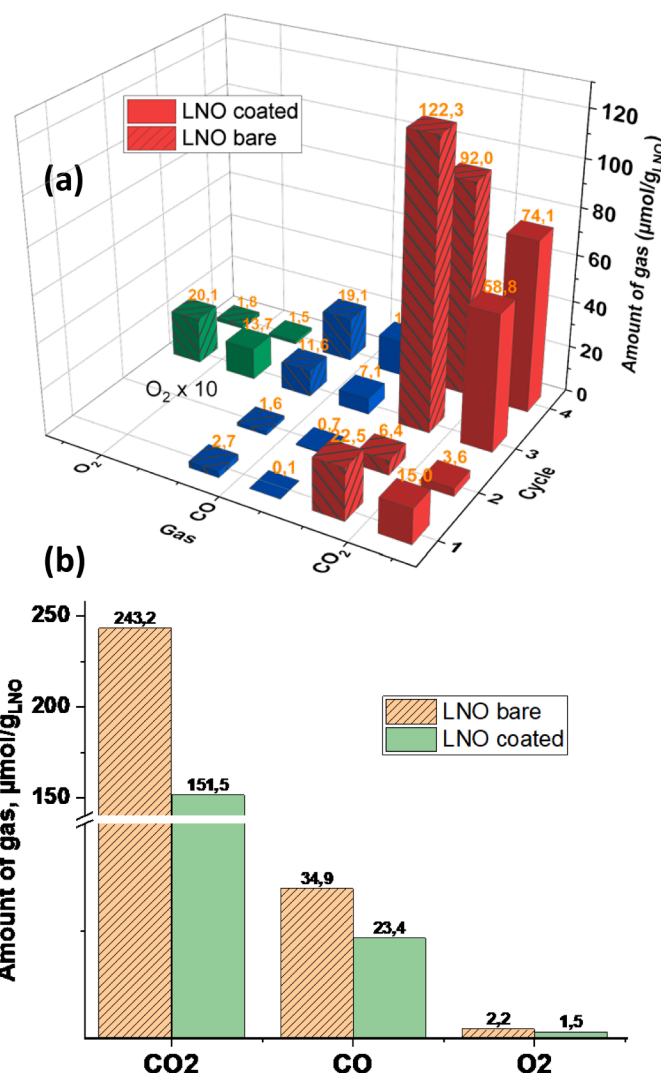 LNO coated
LNO bare
(a)
Amount of gas (µmol/gLNO)
120
100
80
60
40
20
0
122,3
92,0
74,1
58,8
20,1
1,8
13,7
1,5
19,1
11,6
7,1
O2 x 10
1,6
0,7
2,7
0,1
22,5
6,4
15,0
3,6
O2
CO
CO2
Gas
1
2
3
4
Cycle
(b)
Amount of gas, µmol/gLNO
250
200
150
243,2
151,5
34,9
23,4
2,2
1,5
LNO bare
LNO coated
CO2
CO
O2